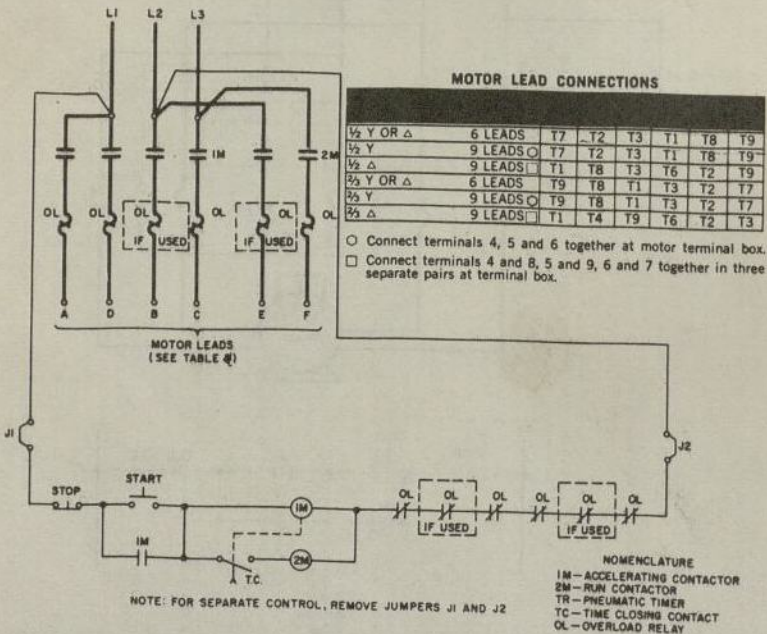 L1 L2 L3
MOTOR LEAD CONNECTIONS
½ Y OR △ 6 LEADS T7 T2 T3 T1 T8 T9
½ Y 9 LEADS ○ T7 T2 T3 T1 T8 T9
½ △ 9 LEADS □ T1 T8 T3 T6 T2 T9
⅔ Y OR △ 6 LEADS T9 T8 T1 T3 T2 T7
⅔ Y 9 LEADS ○ T9 T8 T1 T3 T2 T7
⅔ △ 9 LEADS □ T1 T4 T9 T6 T2 T3
○ Connect terminals 4, 5 and 6 together at motor terminal box.
□ Connect terminals 4 and 8, 5 and 9, 6 and 7 together in three
separate pairs at terminal box.
1M 2M
OL OL OL OL OL OL
IF USED IF USED
A D B C E F
MOTOR LEADS
(SEE TABLE)
J1 J2
STOP START 1M OL OL OL OL OL
IF USED IF USED
1M 2M
T.C.
NOTE: FOR SEPARATE CONTROL, REMOVE JUMPERS J1 AND J2
NOMENCLATURE
1M—ACCELERATING CONTACTOR
2M—RUN CONTACTOR
TR—PNEUMATIC TIMER
TC—TIME CLOSING CONTACT
OL—OVERLOAD RELAY